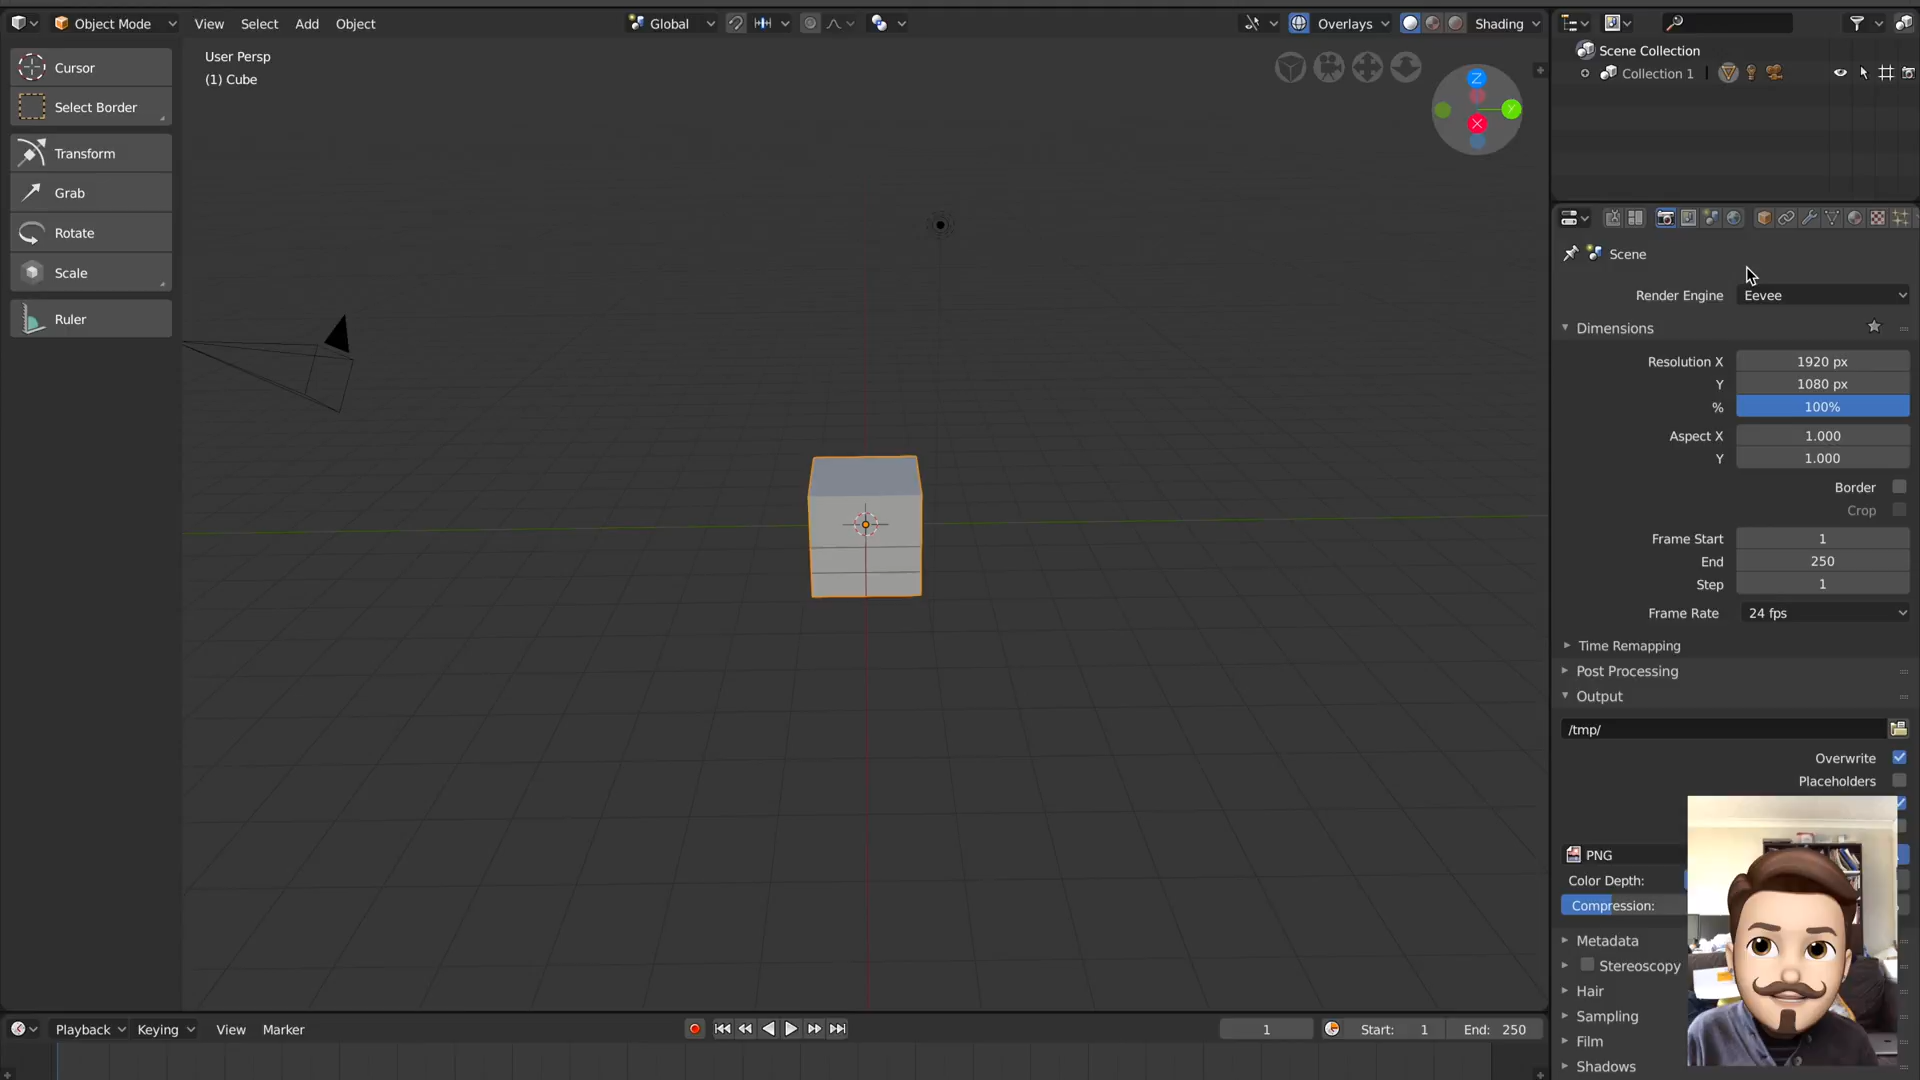 Object Mode View Select Add Object Global Overlays Shading
Cursor
Select Border
Transform
Grab
Rotate
Scale
Ruler
User Persp
(1) Cube
Z
Y
X
Scene Collection
Collection 1
Scene
Render Engine Eevee
Dimensions
Resolution X 1920 px
Y 1080 px
% 100%
Aspect X 1.000
Y 1.000
Border
Crop
Frame Start 1
End 250
Step 1
Frame Rate 24 fps
Time Remapping
Post Processing
Output
/tmp/
Overwrite
Placeholders
PNG
Color Depth:
Compression:
Metadata
Stereoscopy
Hair
Sampling
Film
Shadows
Playback Keying View Marker 1 Start: 1 End: 250